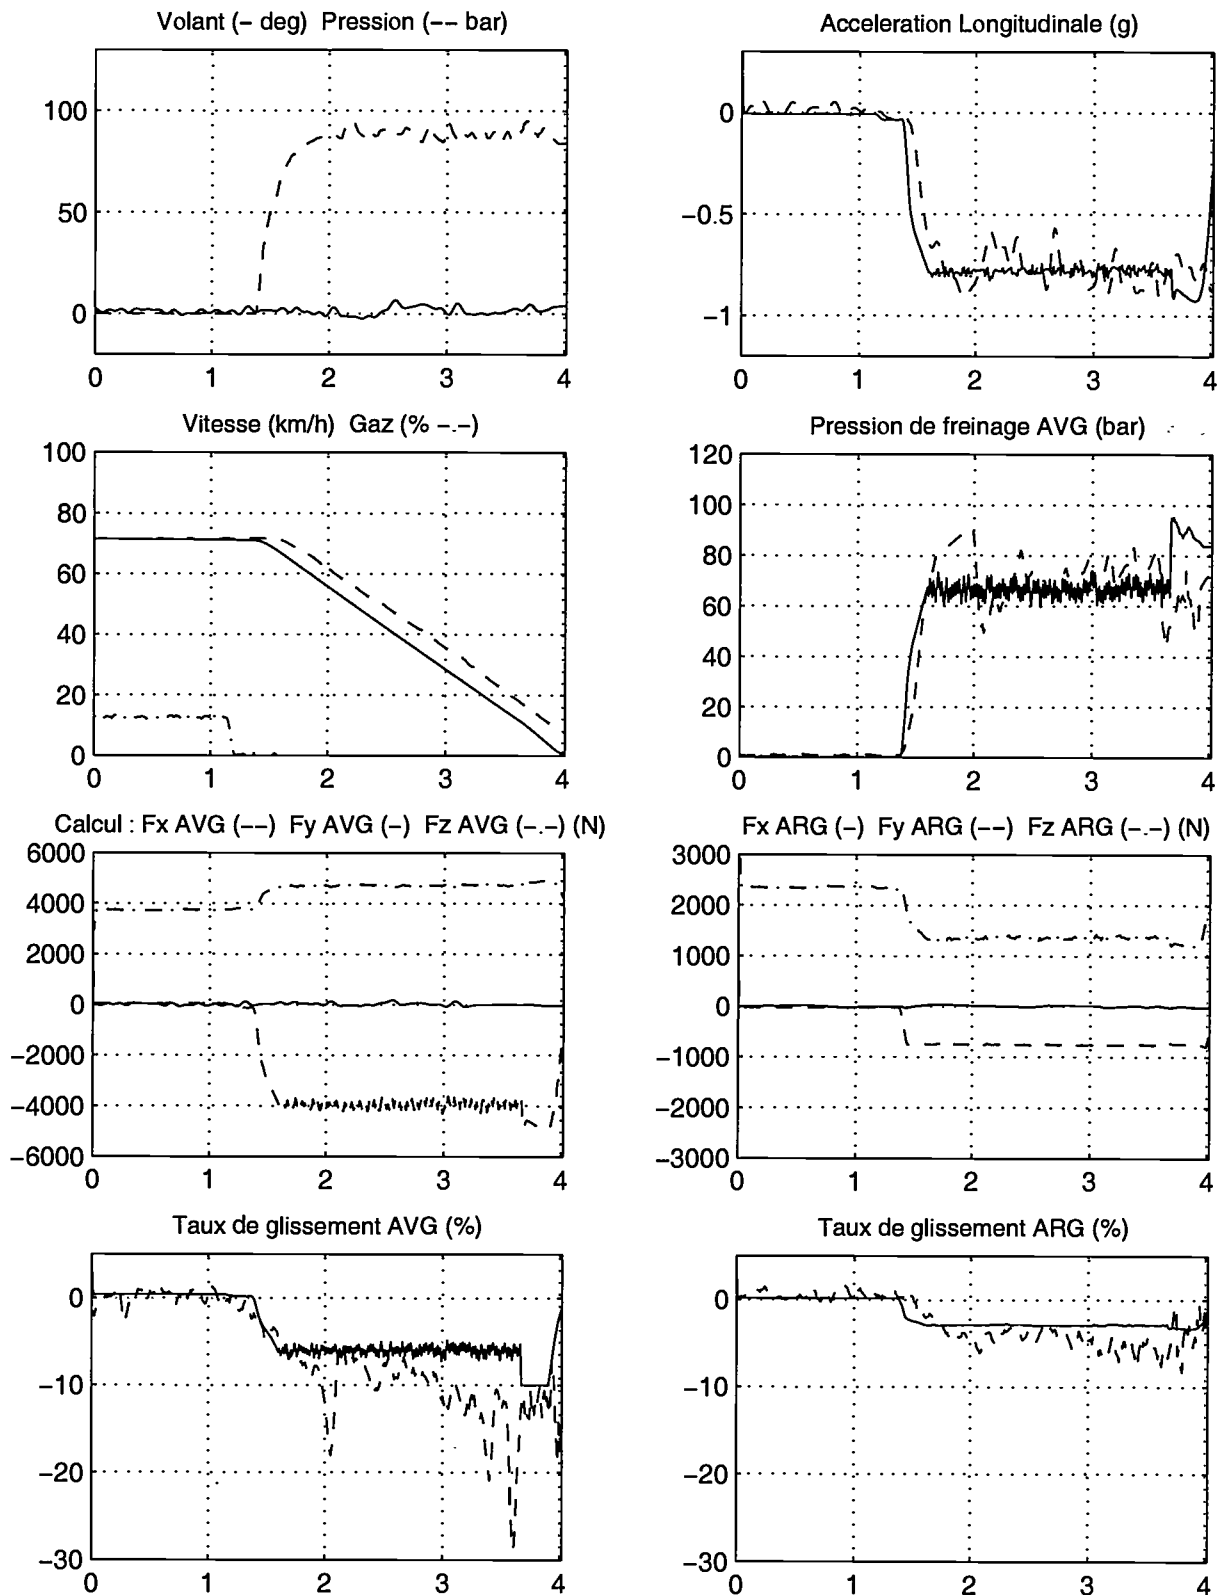 Volant (- deg) Pression (-- bar)
100
50
0
0 1 2 3 4
Acceleration Longitudinale (g)
0
-0.5
-1
0 1 2 3 4
Vitesse (km/h) Gaz (% -.-)
100
80
60
40
20
0
0 1 2 3 4
Pression de freinage AVG (bar)
120
100
80
60
40
20
0
0 1 2 3 4
Calcul : Fx AVG (--) Fy AVG (-) Fz AVG (-.-) (N)
6000
4000
2000
0
-2000
-4000
-6000
0 1 2 3 4
Fx ARG (-) Fy ARG (--) Fz ARG (-.-) (N)
3000
2000
1000
0
-1000
-2000
-3000
0 1 2 3 4
Taux de glissement AVG (%)
0
-10
-20
-30
0 1 2 3 4
Taux de glissement ARG (%)
0
-10
-20
-30
0 1 2 3 4